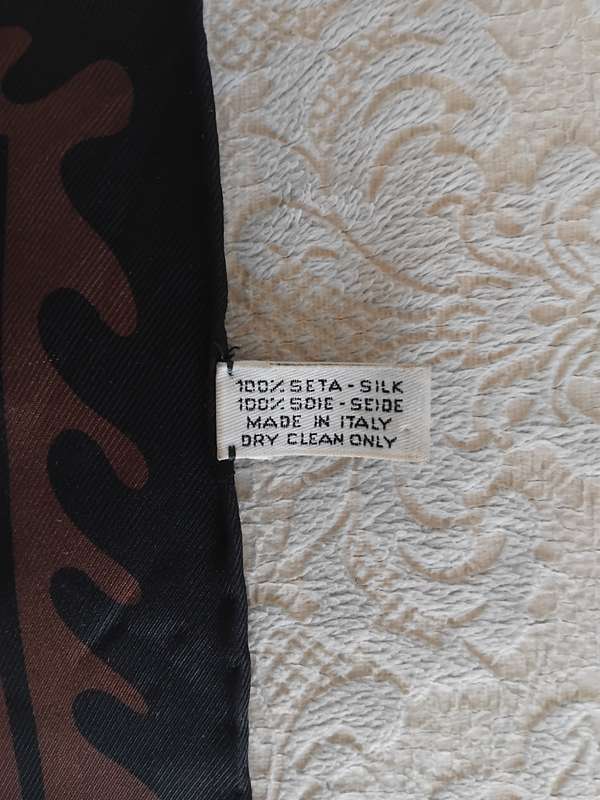 100% SETA - SILK
100% SOIE - SEIDE
MADE IN ITALY
DRY CLEAN ONLY